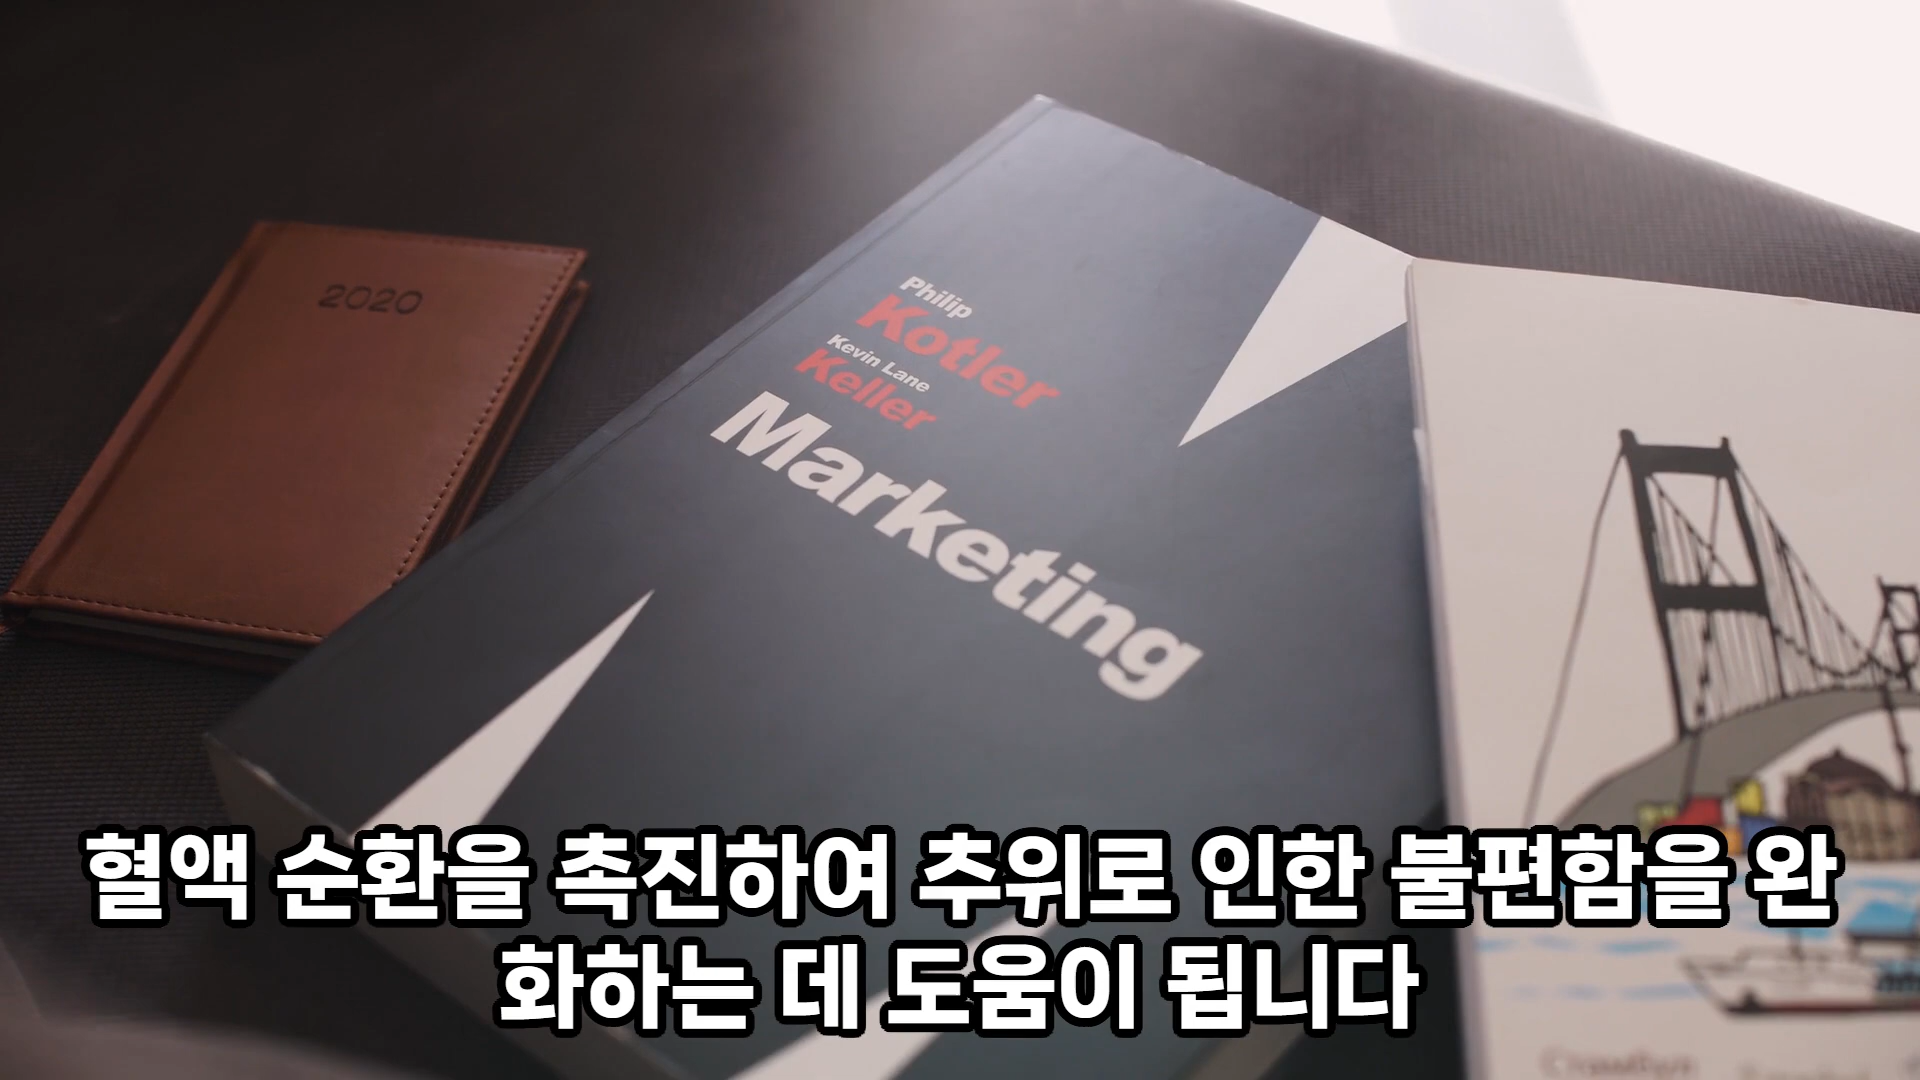 2020
Philip
Kotler
Kevin Lane
Keller
Marketing
혈액 순환을 촉진하여 추위로 인한 불편함을 완
화하는 데 도움이 됩니다